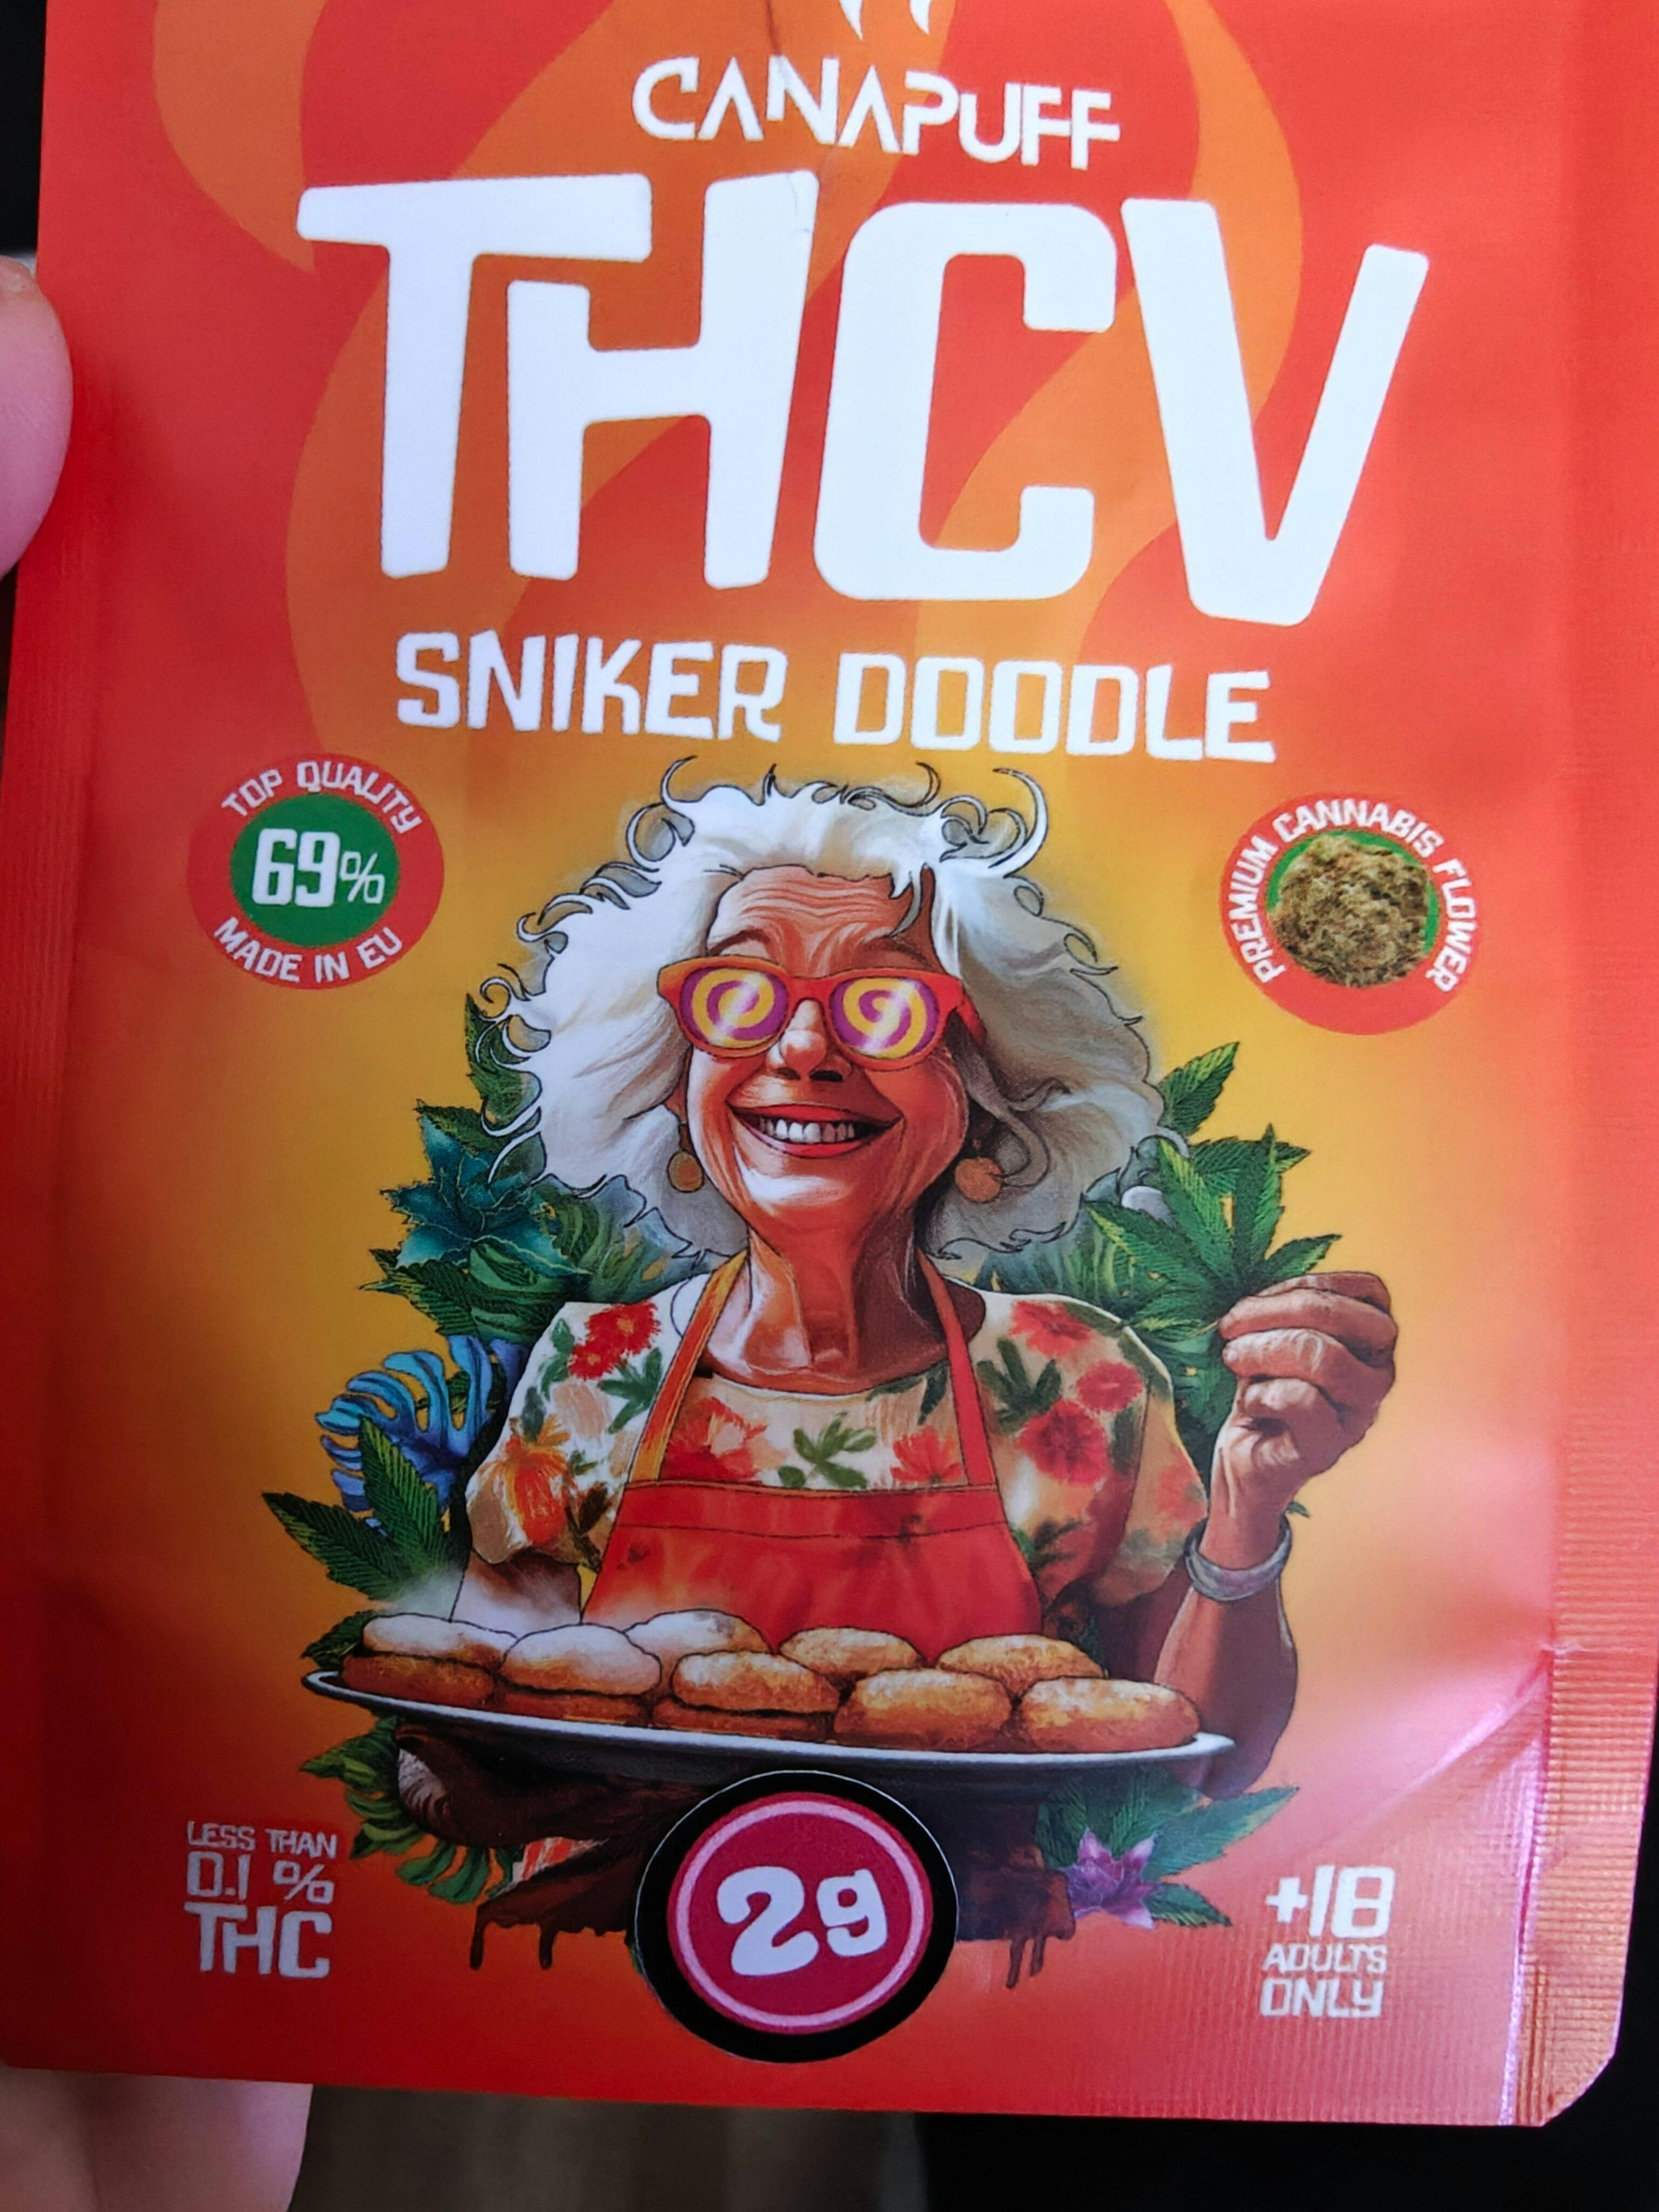 CANAPUFF
THCV
SNIKER DOODLE
TOP QUALITY
69%
MADE IN EU
PREMIUM CANNABIS FLOWER
LESS THAN
0.1 %
THC
2g
+18
ADULTS
ONLY